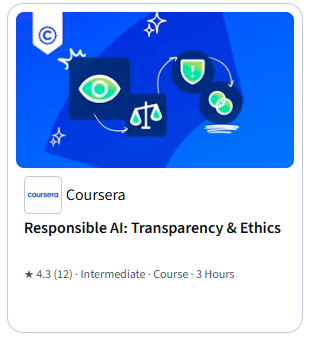 coursera
Coursera
Responsible AI: Transparency & Ethics
★ 4.3 (12) · Intermediate · Course · 3 Hours